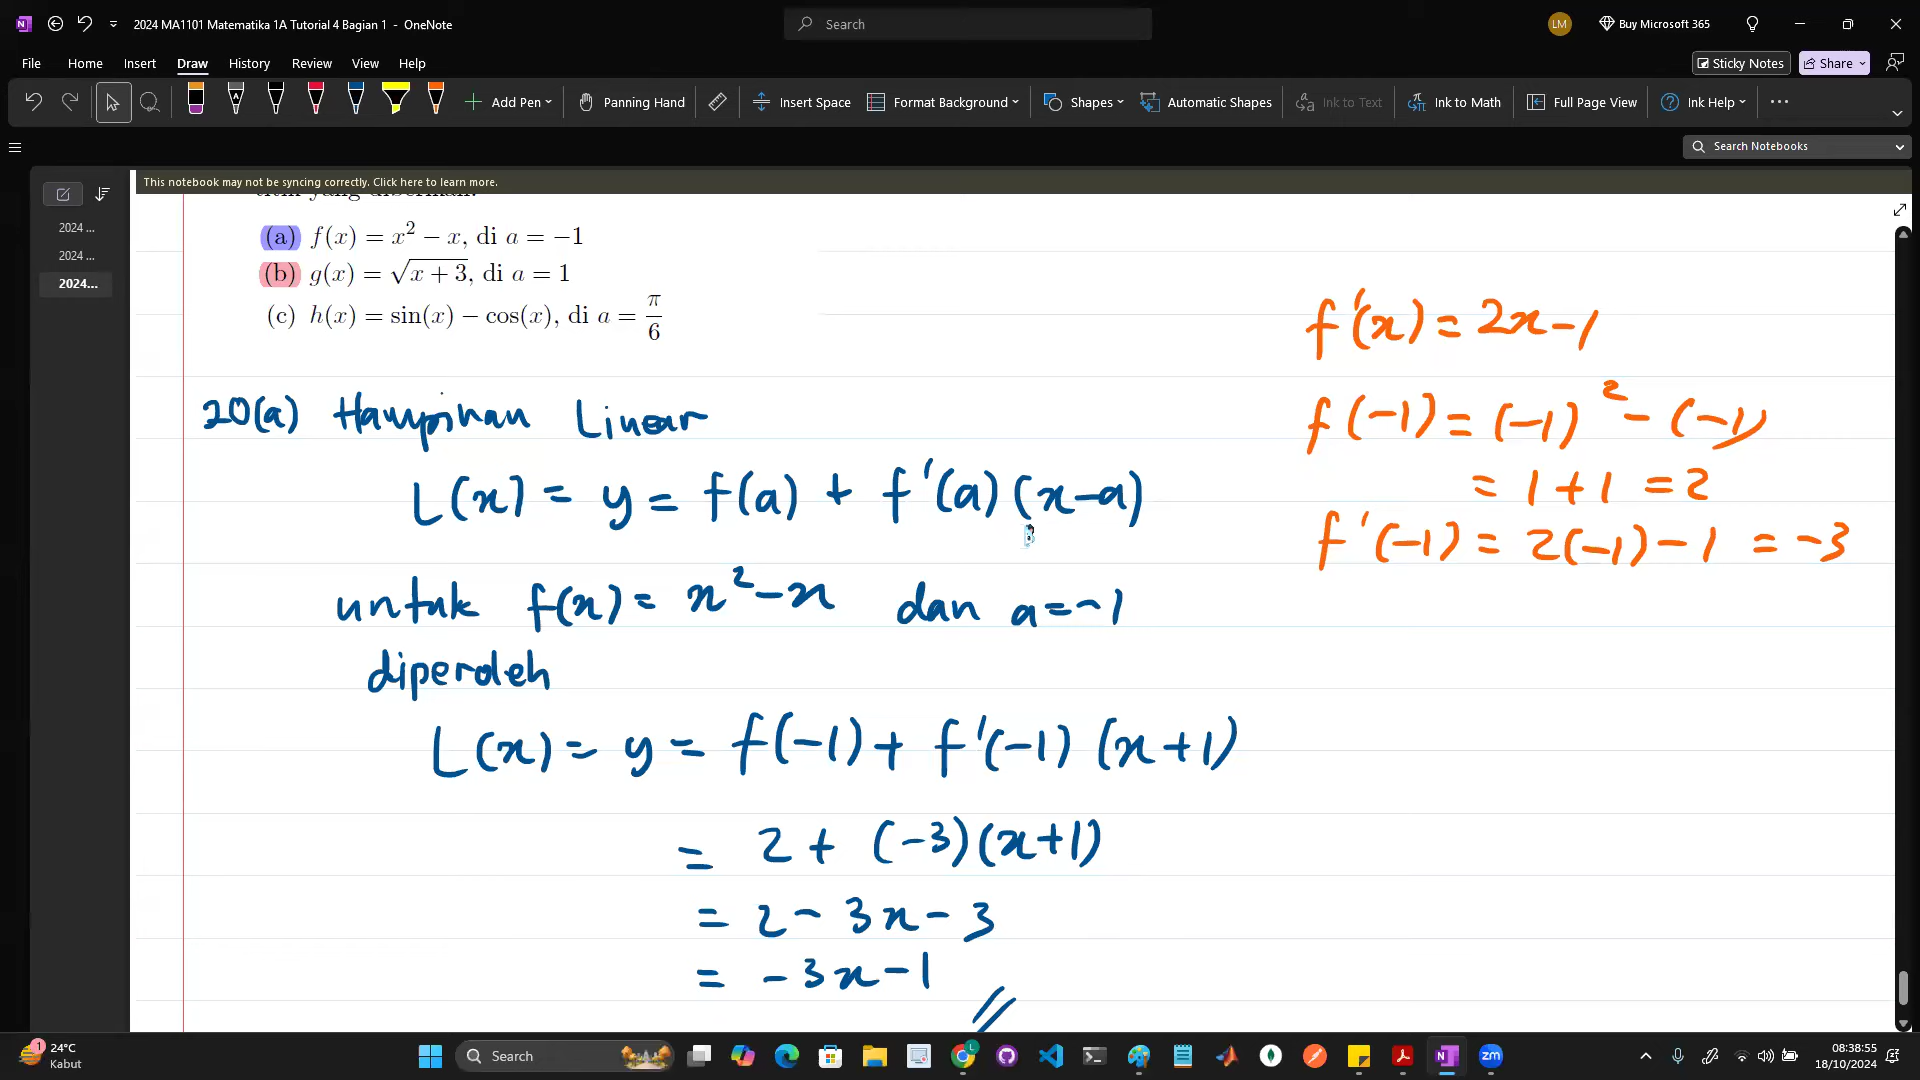 2024 MA1101 Matematika 1A Tutorial 4 Bagian 1 - OneNote
Search
LM
Buy Microsoft 365
File Home Insert Draw History Review View Help
Sticky Notes
Share
Add Pen
Panning Hand
Insert Space
Format Background
Shapes
Automatic Shapes
Ink to Text
Ink to Math
Full Page View
Ink Help
Search Notebooks
This notebook may not be syncing correctly. Click here to learn more.
2024 ...
2024 ...
2024...
(a) f(x) = x² − x, di a = −1
(b) g(x) = √(x + 3), di a = 1
(c) h(x) = sin(x) − cos(x), di a = π/6
20(a) Hampiran Linear
L(x) = y = f(a) + f'(a) (x-a)
untuk f(x) = x² - x dan a = -1
diperoleh
L(x) = y = f(-1) + f'(-1) (x+1)
= 2 + (-3)(x+1)
= 2 - 3x - 3
= -3x - 1
f'(x) = 2x - 1
f(-1) = (-1)² - (-1)
= 1 + 1 = 2
f'(-1) = 2(-1) - 1 = -3
1
24°C
Kabut
Search
L
zm
08:38:55
18/10/2024